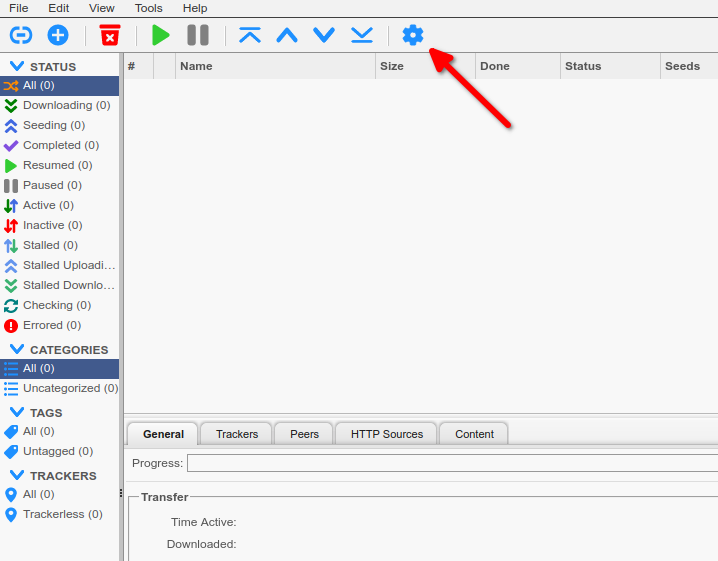 File Edit View Tools Help
# Name Size Done Status Seeds
STATUS
All (0)
Downloading (0)
Seeding (0)
Completed (0)
Resumed (0)
Paused (0)
Active (0)
Inactive (0)
Stalled (0)
Stalled Uploadi…
Stalled Downlo…
Checking (0)
Errored (0)
CATEGORIES
All (0)
Uncategorized (0)
TAGS
All (0)
Untagged (0)
TRACKERS
All (0)
Trackerless (0)
General Trackers Peers HTTP Sources Content
Progress:
Transfer
Time Active:
Downloaded: